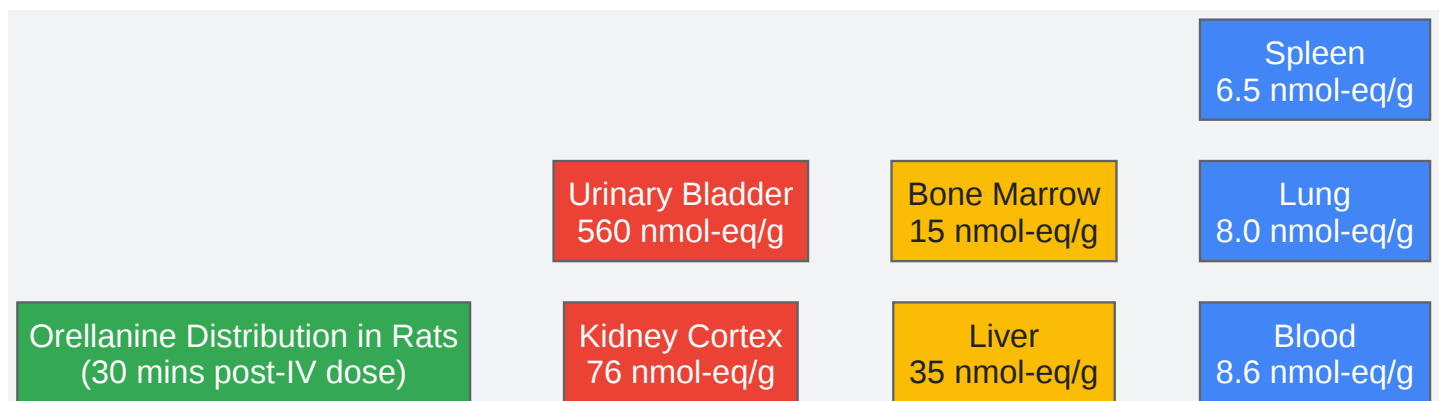 Spleen
6.5 nmol-eq/g
Urinary Bladder
560 nmol-eq/g
Bone Marrow
15 nmol-eq/g
Lung
8.0 nmol-eq/g
Orellanine Distribution in Rats
(30 mins post-IV dose)
Kidney Cortex
76 nmol-eq/g
Liver
35 nmol-eq/g
Blood
8.6 nmol-eq/g